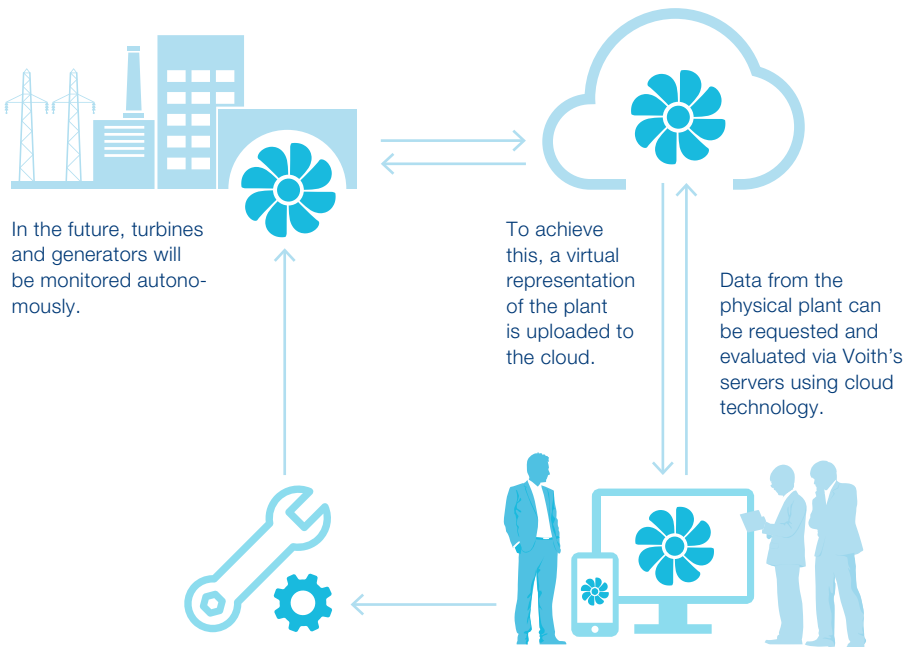 In the future, turbines
and generators will
be monitored autono-
mously.
To achieve
this, a virtual
representation
of the plant
is uploaded to
the cloud.
Data from the
physical plant can
be requested and
evaluated via Voith’s
servers using cloud
technology.